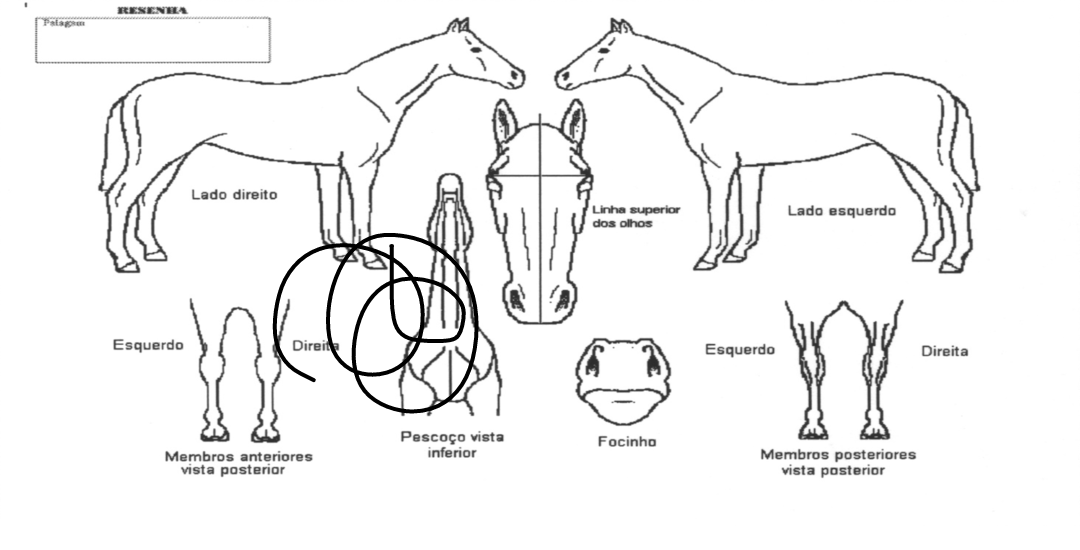 RESENHA
Pelagem
Lado direito
Linha superior
dos olhos
Lado esquerdo
Esquerdo
Direita
Esquerdo
Direita
Pescoço vista
inferior
Focinho
Membros anteriores
vista posterior
Membros posteriores
vista posterior